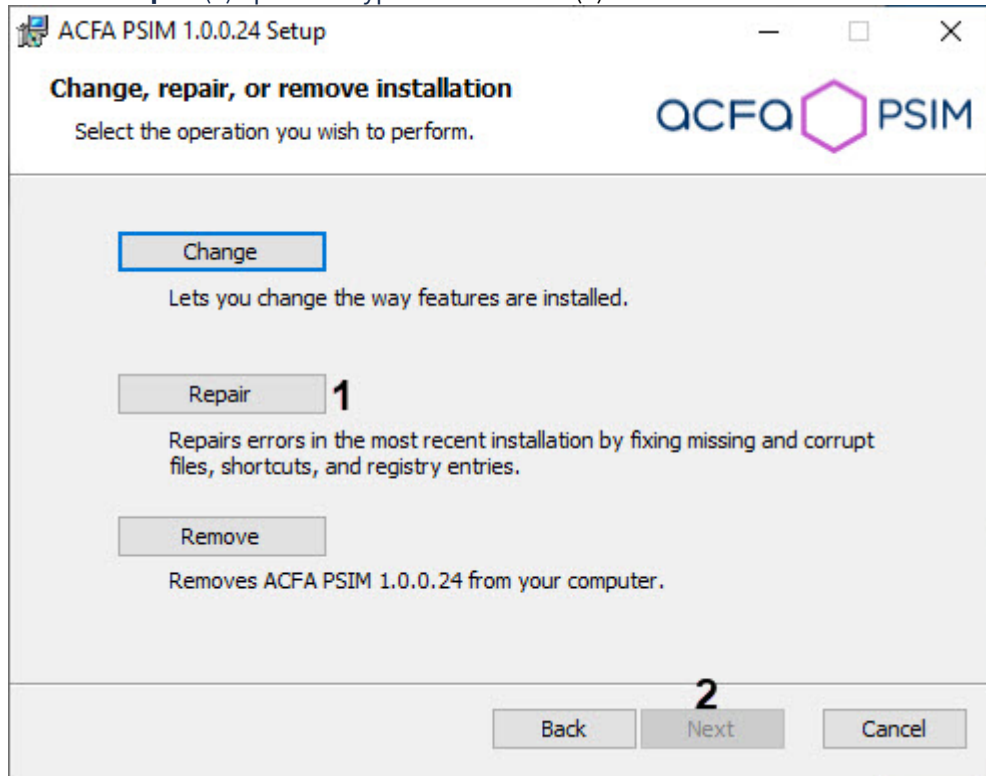 ACFA PSIM 1.0.0.24 Setup
Change, repair, or remove installation
Select the operation you wish to perform.
acfa PSIM
Change
Lets you change the way features are installed.
Repair 1
Repairs errors in the most recent installation by fixing missing and corrupt
files, shortcuts, and registry entries.
Remove
Removes ACFA PSIM 1.0.0.24 from your computer.
2
Back Next Cancel